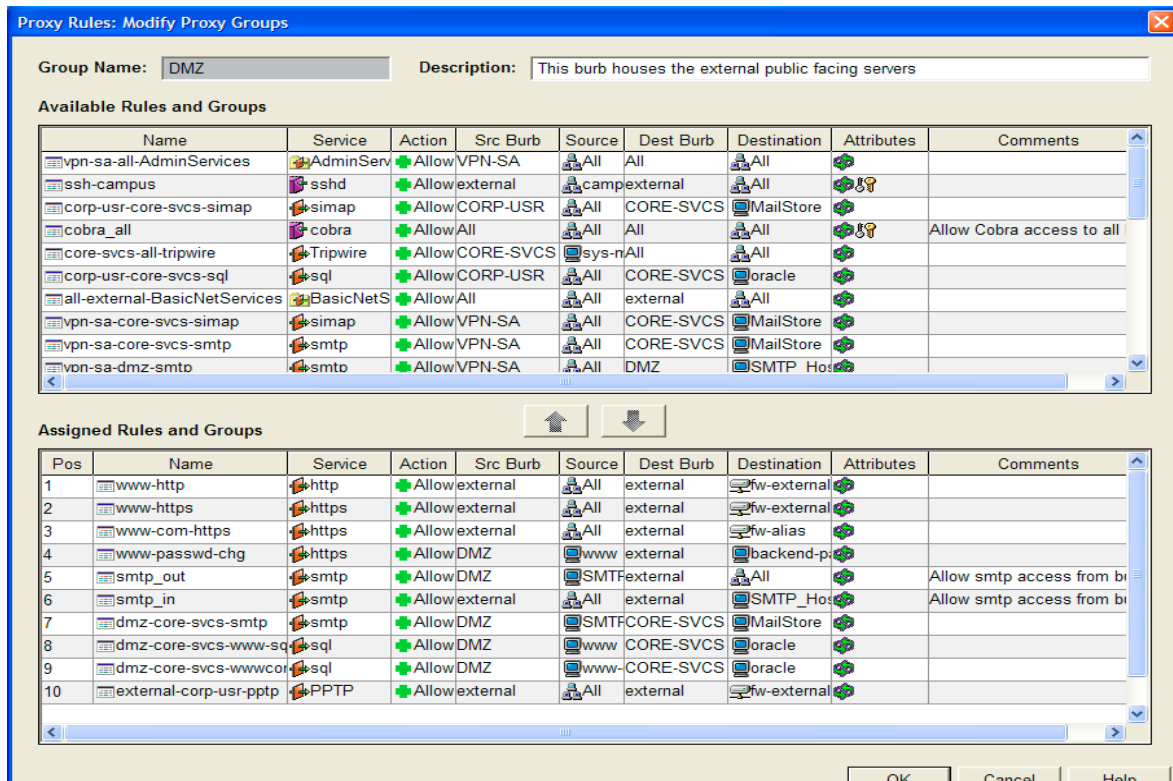 Proxy Rules: Modify Proxy Groups
Group Name: DMZ Description: This burb houses the external public facing servers
Available Rules and Groups
Name Service Action Src Burb Source Dest Burb Destination Attributes Comments
vpn-sa-all-AdminServices AdminServ Allow VPN-SA All All All
ssh-campus sshd Allow external camp external All
corp-usr-core-svcs-simap simap Allow CORP-USR All CORE-SVCS MailStore
cobra_all cobra Allow All All All All Allow Cobra access to all
core-svcs-all-tripwire Tripwire Allow CORE-SVCS sys-m All All
corp-usr-core-svcs-sql sql Allow CORP-USR All CORE-SVCS oracle
all-external-BasicNetServices BasicNetS Allow All All external All
vpn-sa-core-svcs-simap simap Allow VPN-SA All CORE-SVCS MailStore
vpn-sa-core-svcs-smtp smtp Allow VPN-SA All CORE-SVCS MailStore
vpn-sa-dmz-smtp smtp Allow VPN-SA All DMZ SMTP_Hos
Assigned Rules and Groups
Pos Name Service Action Src Burb Source Dest Burb Destination Attributes Comments
1 www-http http Allow external All external fw-external
2 www-https https Allow external All external fw-external
3 www-com-https https Allow external All external fw-alias
4 www-passwd-chg https Allow DMZ www external backend-pa
5 smtp_out smtp Allow DMZ SMTP external All Allow smtp access from bu
6 smtp_in smtp Allow external All external SMTP_Hos Allow smtp access from bu
7 dmz-core-svcs-smtp smtp Allow DMZ SMTP CORE-SVCS MailStore
8 dmz-core-svcs-www-sq sql Allow DMZ www CORE-SVCS oracle
9 dmz-core-svcs-wwwcor sql Allow DMZ www- CORE-SVCS oracle
10 external-corp-usr-pptp PPTP Allow external All external fw-external
OK Cancel Help